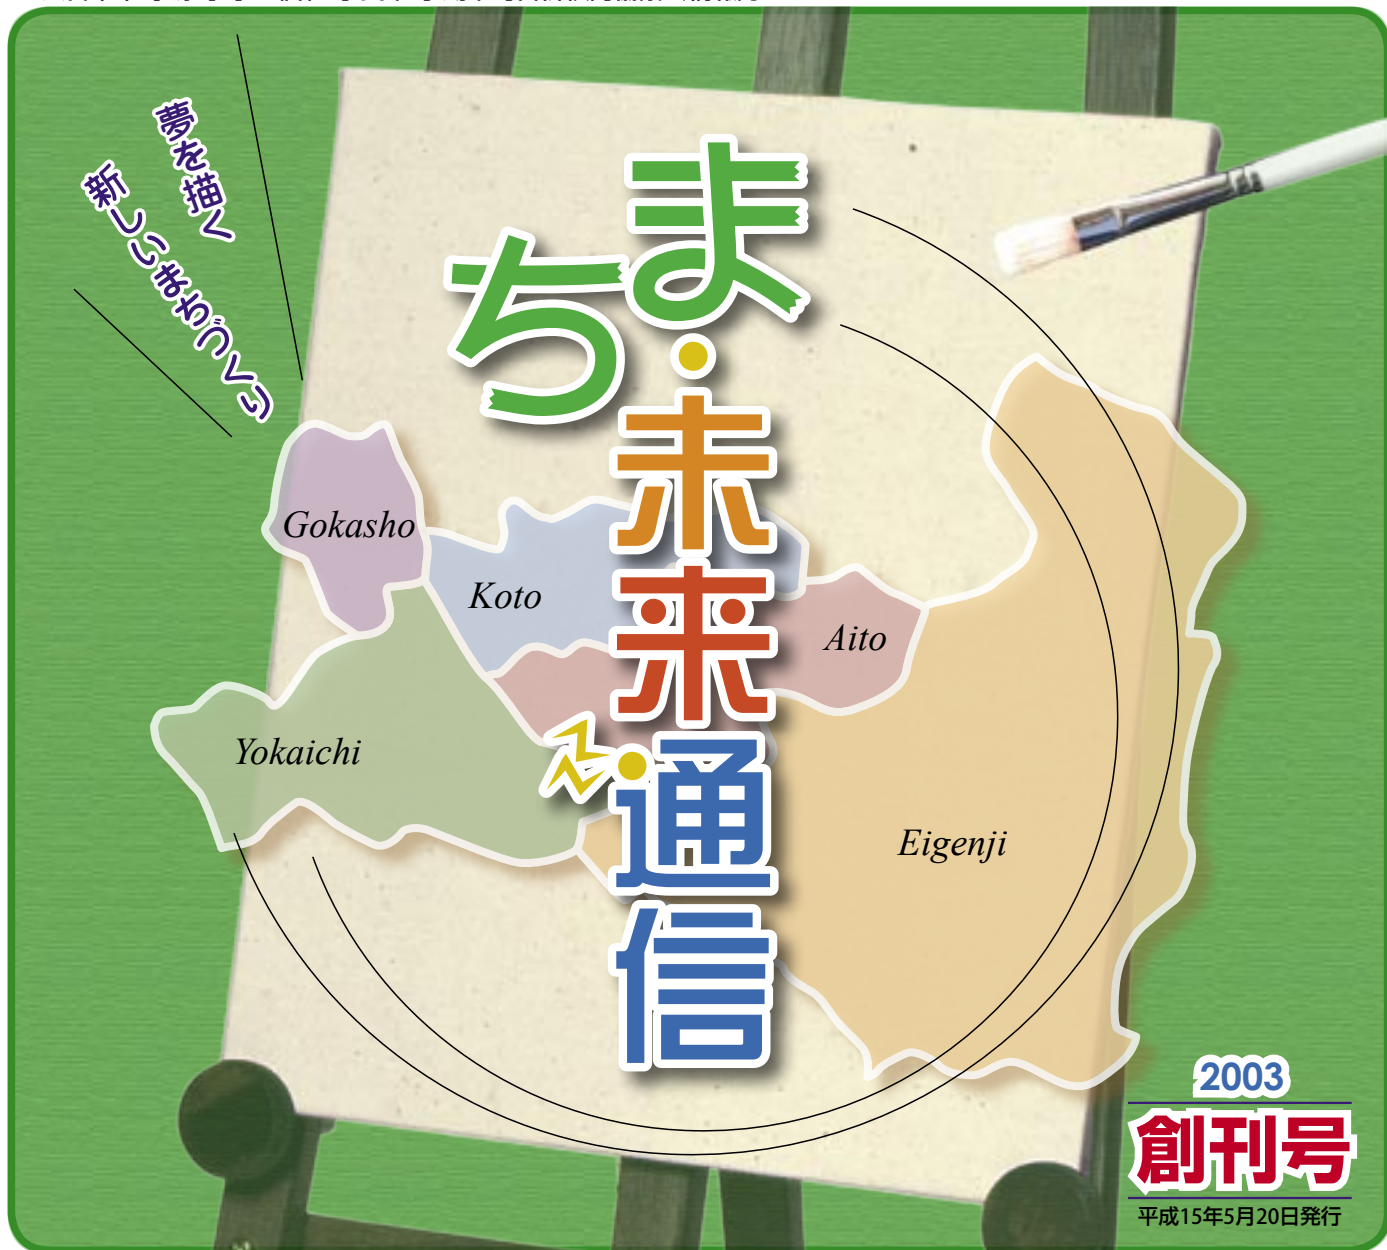 夢を描く
新しいまちづくり
まち・未来・通信
Gokasho
Koto
Aito
Yokaichi
Eigenji
2003
創刊号
平成15年5月20日発行